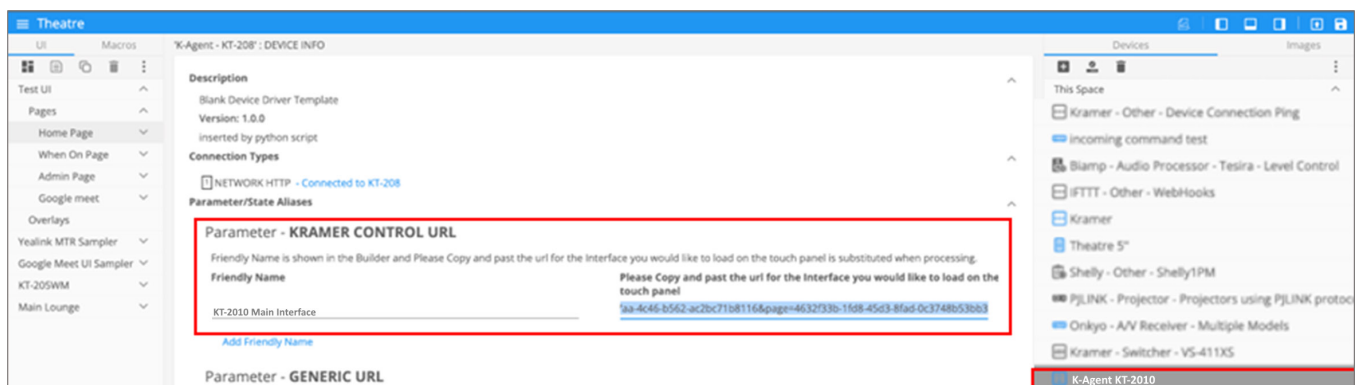 Theatre
UI Macros
Test UI
Pages
Home Page
When On Page
Admin Page
Google meet
Overlays
Yealink MTR Sampler
Google Meet UI Sampler
KT-205WM
Main Lounge
'K-Agent - KT-208' : DEVICE INFO
Description
Blank Device Driver Template
Version: 1.0.0
inserted by python script
Connection Types
NETWORK HTTP - Connected to KT-208
Parameter/State Aliases
Parameter - KRAMER CONTROL URL
Friendly Name is shown in the Builder and Please Copy and past the url for the Interface you would like to load on the touch panel is substituted when processing.
Friendly Name
Please Copy and past the url for the Interface you would like to load on the
touch panel
KT-2010 Main Interface
'aa-4c46-b562-ac2bc71b8116&page=4632f33b-1fd8-45d3-8fad-0c3748b53bb3
Add Friendly Name
Parameter - GENERIC URL
Devices Images
This Space
Kramer - Other - Device Connection Ping
incoming command test
Biamp - Audio Processor - Tesira - Level Control
IFTTT - Other - WebHooks
Kramer
Theatre 5"
Shelly - Other - Shelly1PM
PJLINK - Projector - Projectors using PJLINK protoc
Onkyo - A/V Receiver - Multiple Models
Kramer - Switcher - VS-411XS
K-Agent KT-2010